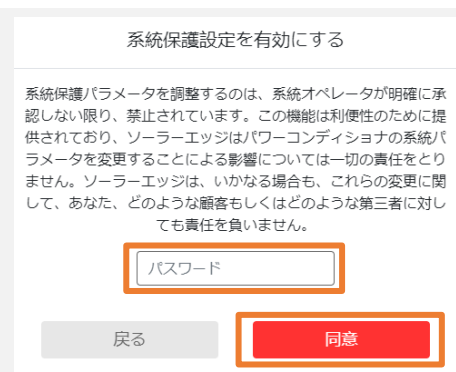 系統保護設定を有効にする
系統保護パラメータを調整するのは、系統オペレータが明確に承
認しない限り、禁止されています。この機能は利便性のために提
供されており、ソーラーエッジはパワーコンディショナの系統パ
ラメータを変更することによる影響については一切の責任をとり
ません。ソーラーエッジは、いかなる場合も、これらの変更に関
して、あなた、どのような顧客もしくはどのような第三者に対し
ても責任を負いません。
パスワード
戻る
同意